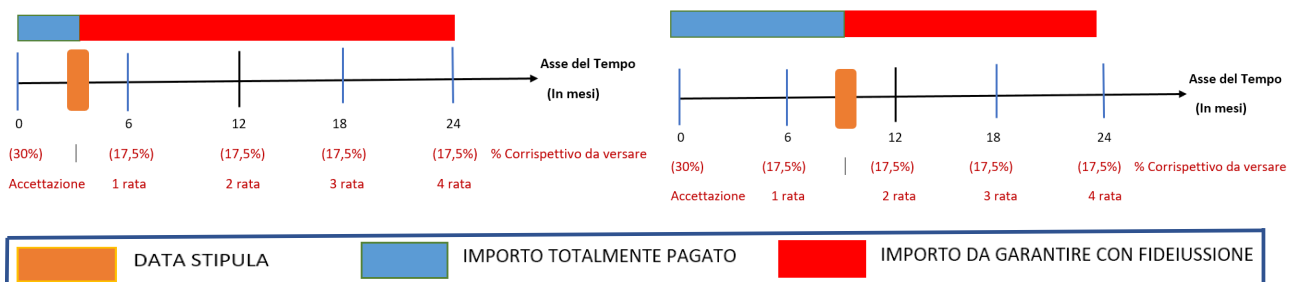 Asse del Tempo
(In mesi)
0 6 12 18 24
(30%) | (17,5%) (17,5%) (17,5%) (17,5%) % Corrispettivo da versare
Accettazione 1 rata 2 rata 3 rata 4 rata
Asse del Tempo
(In mesi)
0 6 12 18 24
(30%) (17,5%) | (17,5%) (17,5%) (17,5%) % Corrispettivo da versare
Accettazione 1 rata 2 rata 3 rata 4 rata
DATA STIPULA
IMPORTO TOTALMENTE PAGATO
IMPORTO DA GARANTIRE CON FIDEIUSSIONE